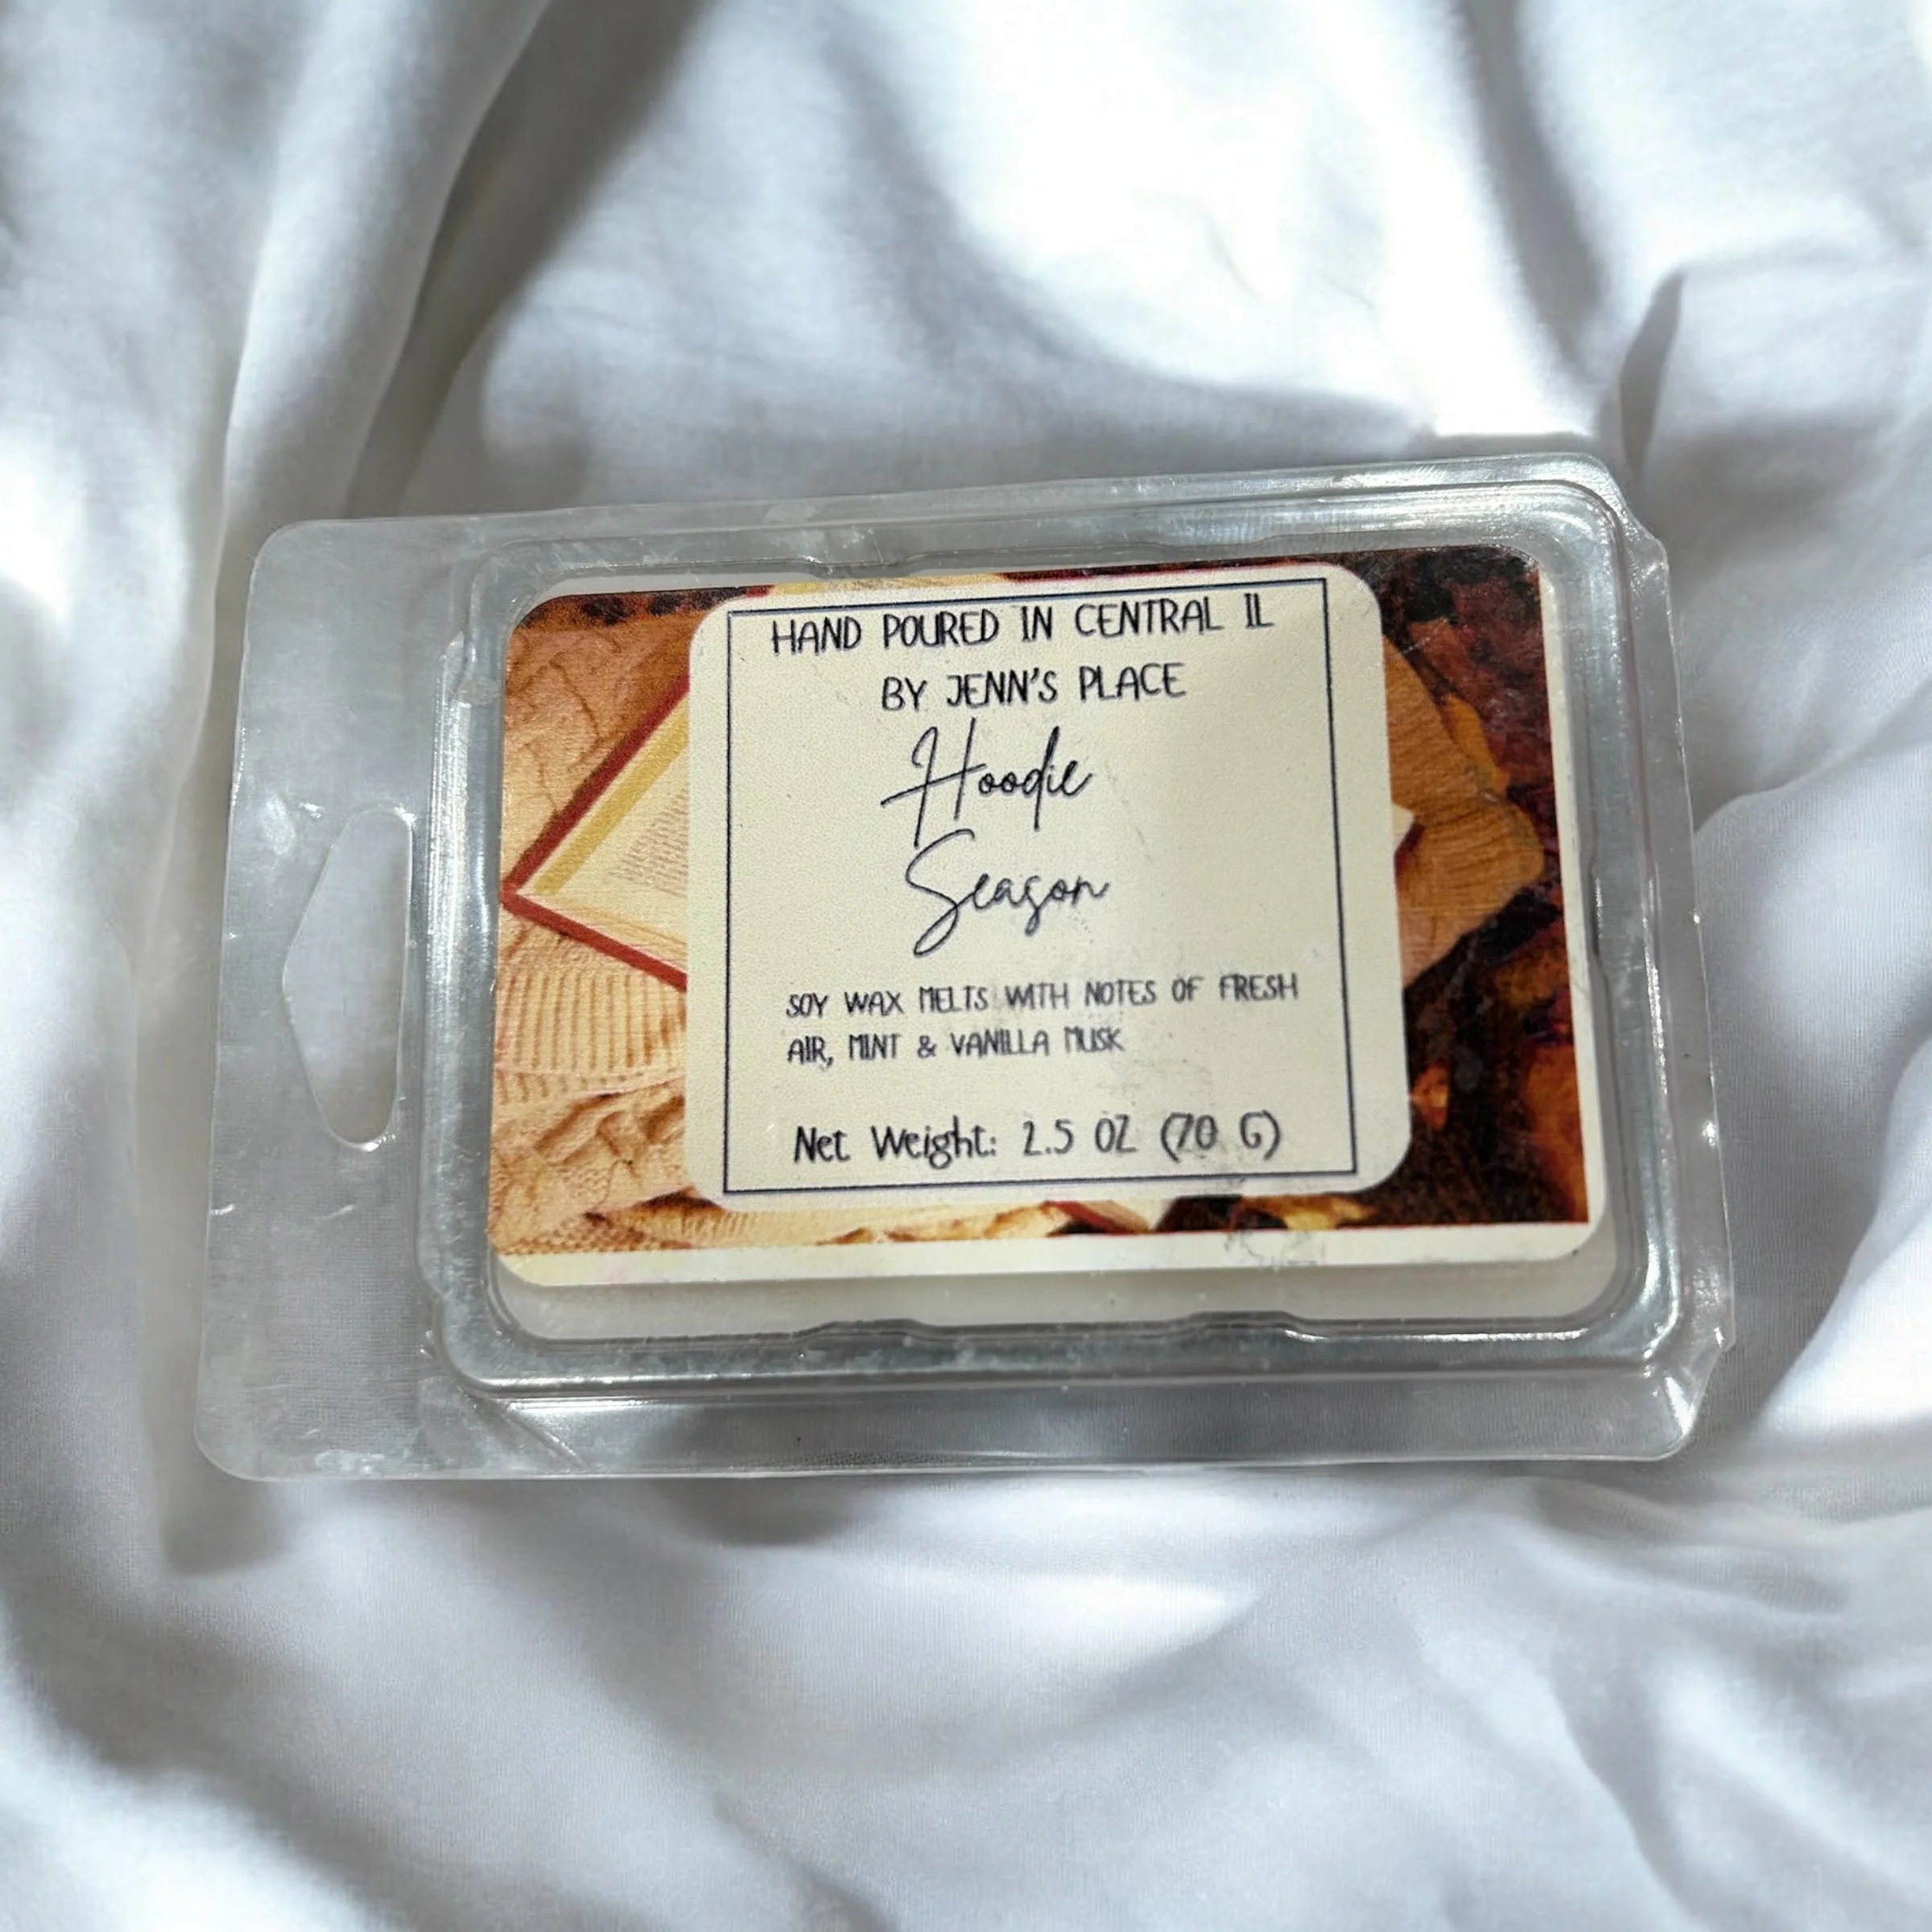 HAND POURED IN CENTRAL IL
BY JENN'S PLACE
Hoodie
Season
SOY WAX MELTS WITH NOTES OF FRESH
AIR, MINT & VANILLA MUSK
Net Weight: 2.5 OZ (70 G)